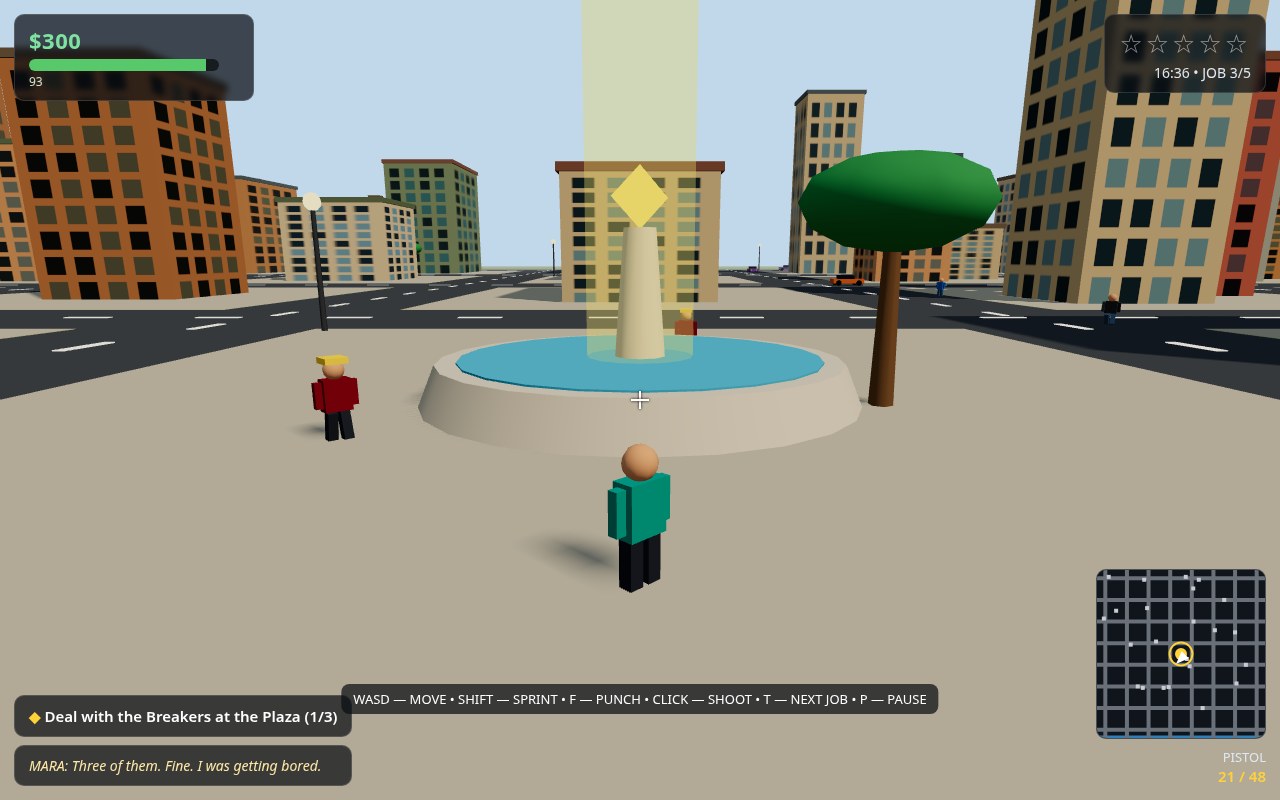 $300
93
16:36 • JOB 3/5
WASD — MOVE • SHIFT — SPRINT • F — PUNCH • CLICK — SHOOT • T — NEXT JOB • P — PAUSE
Deal with the Breakers at the Plaza (1/3)
MARA: Three of them. Fine. I was getting bored.
PISTOL
21 / 48